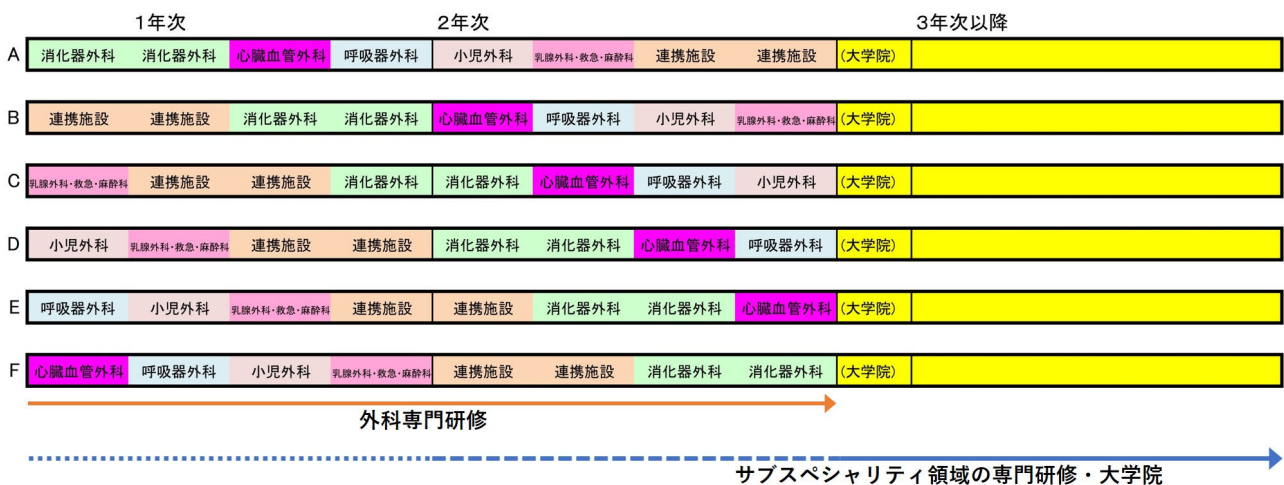 1年次 2年次 3年次以降
A 消化器外科 消化器外科 心臓血管外科 呼吸器外科 小児外科 乳腺外科・救急・麻酔科 連携施設 連携施設 (大学院)
B 連携施設 連携施設 消化器外科 消化器外科 心臓血管外科 呼吸器外科 小児外科 乳腺外科・救急・麻酔科 (大学院)
C 乳腺外科・救急・麻酔科 連携施設 連携施設 消化器外科 消化器外科 心臓血管外科 呼吸器外科 小児外科 (大学院)
D 小児外科 乳腺外科・救急・麻酔科 連携施設 連携施設 消化器外科 消化器外科 心臓血管外科 呼吸器外科 (大学院)
E 呼吸器外科 小児外科 乳腺外科・救急・麻酔科 連携施設 連携施設 消化器外科 消化器外科 心臓血管外科 (大学院)
F 心臓血管外科 呼吸器外科 小児外科 乳腺外科・救急・麻酔科 連携施設 連携施設 消化器外科 消化器外科 (大学院)
外科専門研修
サブスペシャリティ領域の専門研修・大学院